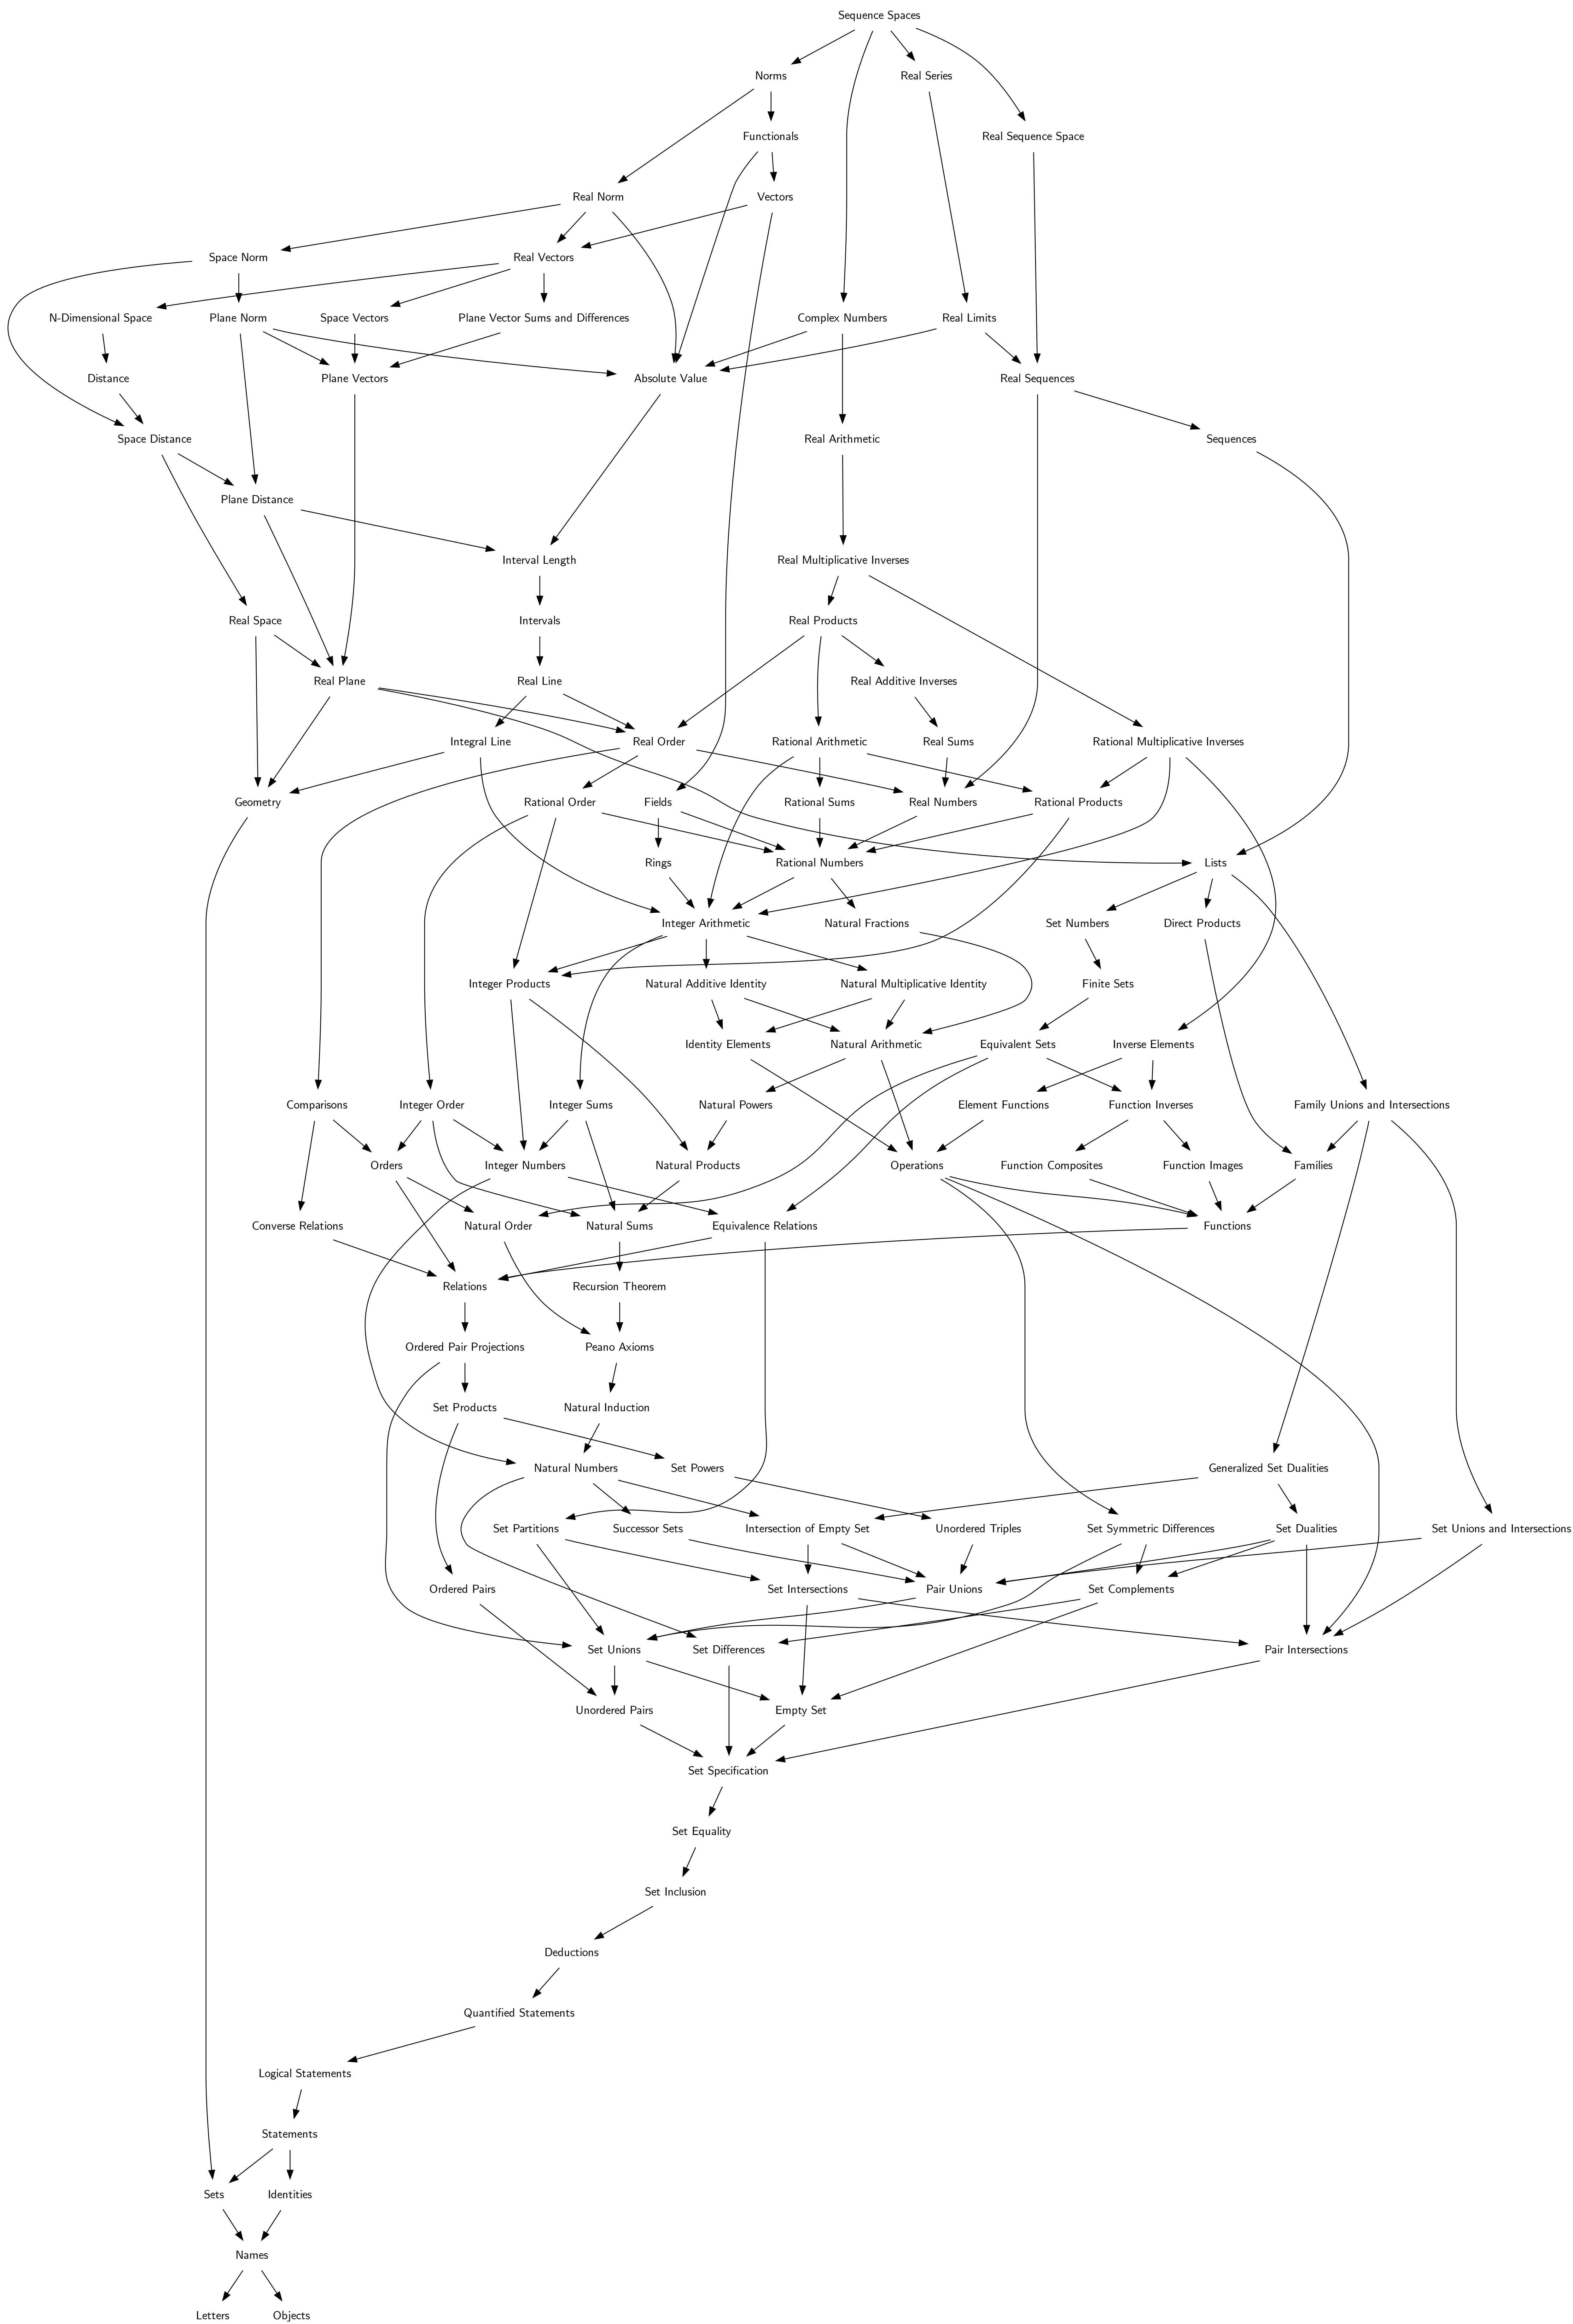 Sequence Spaces
Norms
Real Series
Functionals
Real Sequence Space
Real Norm
Vectors
Space Norm
Real Vectors
N-Dimensional Space
Plane Norm
Space Vectors
Plane Vector Sums and Differences
Complex Numbers
Real Limits
Distance
Plane Vectors
Absolute Value
Real Sequences
Space Distance
Real Arithmetic
Sequences
Plane Distance
Interval Length
Real Multiplicative Inverses
Real Space
Intervals
Real Products
Real Plane
Real Line
Real Additive Inverses
Integral Line
Real Order
Rational Arithmetic
Real Sums
Rational Multiplicative Inverses
Geometry
Rational Order
Fields
Rational Sums
Real Numbers
Rational Products
Rings
Rational Numbers
Lists
Integer Arithmetic
Natural Fractions
Set Numbers
Direct Products
Integer Products
Natural Additive Identity
Natural Multiplicative Identity
Finite Sets
Identity Elements
Natural Arithmetic
Equivalent Sets
Inverse Elements
Comparisons
Integer Order
Integer Sums
Natural Powers
Element Functions
Function Inverses
Family Unions and Intersections
Orders
Integer Numbers
Natural Products
Operations
Function Composites
Function Images
Families
Converse Relations
Natural Order
Natural Sums
Equivalence Relations
Functions
Relations
Recursion Theorem
Ordered Pair Projections
Peano Axioms
Set Products
Natural Induction
Natural Numbers
Set Powers
Generalized Set Dualities
Set Partitions
Successor Sets
Intersection of Empty Set
Unordered Triples
Set Symmetric Differences
Set Dualities
Set Unions and Intersections
Ordered Pairs
Set Intersections
Pair Unions
Set Complements
Set Unions
Set Differences
Pair Intersections
Unordered Pairs
Empty Set
Set Specification
Set Equality
Set Inclusion
Deductions
Quantified Statements
Logical Statements
Statements
Sets
Identities
Names
Letters
Objects